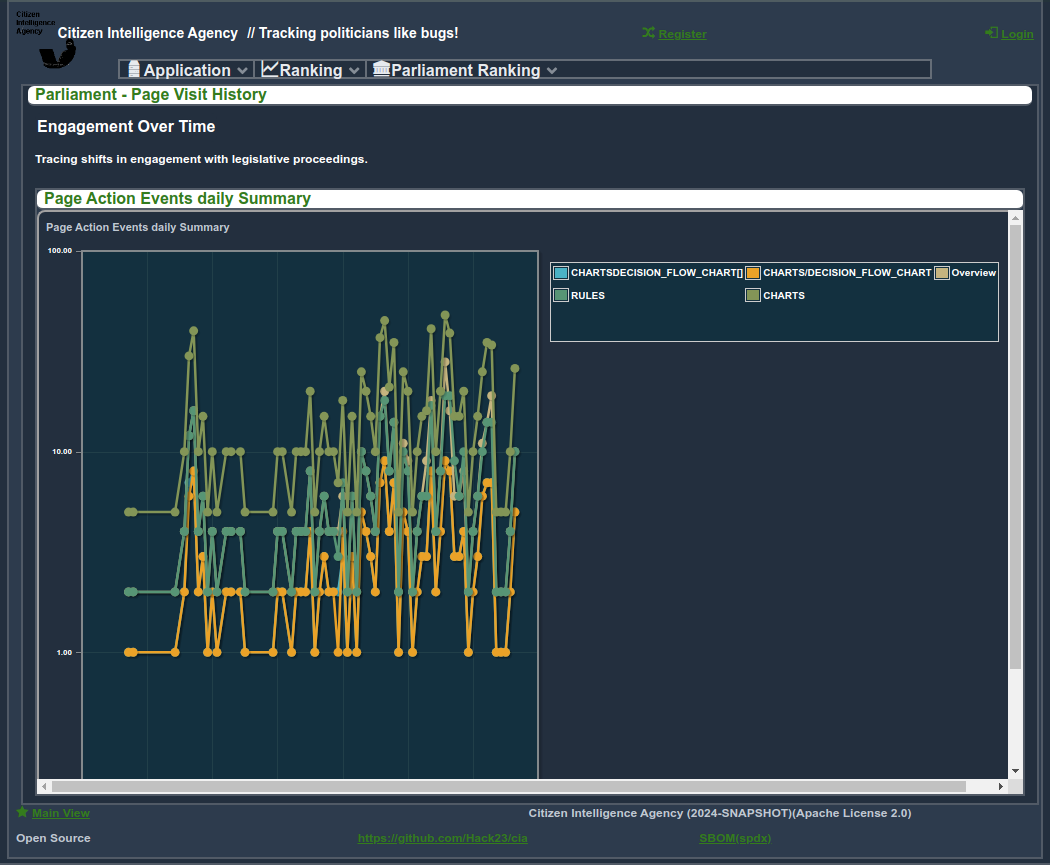 Citizen
Intelligence
Agency
Citizen Intelligence Agency // Tracking politicians like bugs!
Register
Login
Application
Ranking
Parliament Ranking
Parliament - Page Visit History
Engagement Over Time
Tracing shifts in engagement with legislative proceedings.
Page Action Events daily Summary
Page Action Events daily Summary
100.00
10.00
1.00
CHARTSDECISION_FLOW_CHART[]
CHARTS/DECISION_FLOW_CHART
Overview
RULES
CHARTS
Main View
Citizen Intelligence Agency (2024-SNAPSHOT)(Apache License 2.0)
Open Source
https://github.com/Hack23/cia
SBOM(spdx)